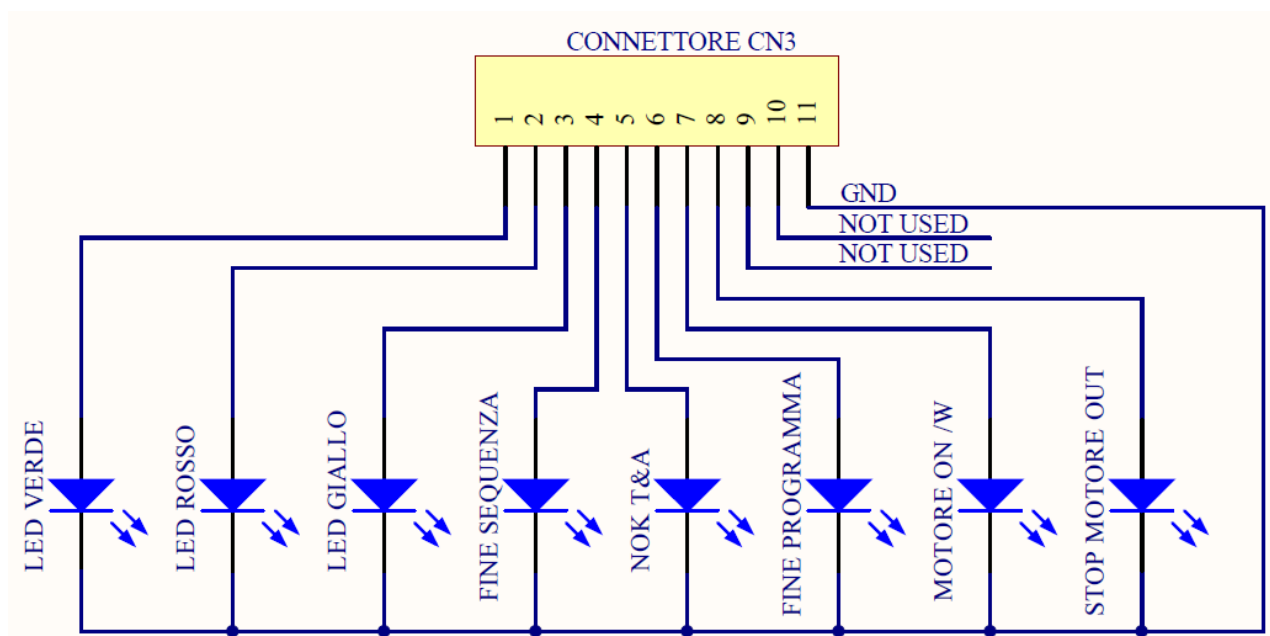 CONNETTORE CN3
1 2 3 4 5 6 7 8 9 10 11
GND
NOT USED
NOT USED
LED VERDE
LED ROSSO
LED GIALLO
FINE SEQUENZA
NOK T&A
FINE PROGRAMMA
MOTORE ON /W
STOP MOTORE OUT